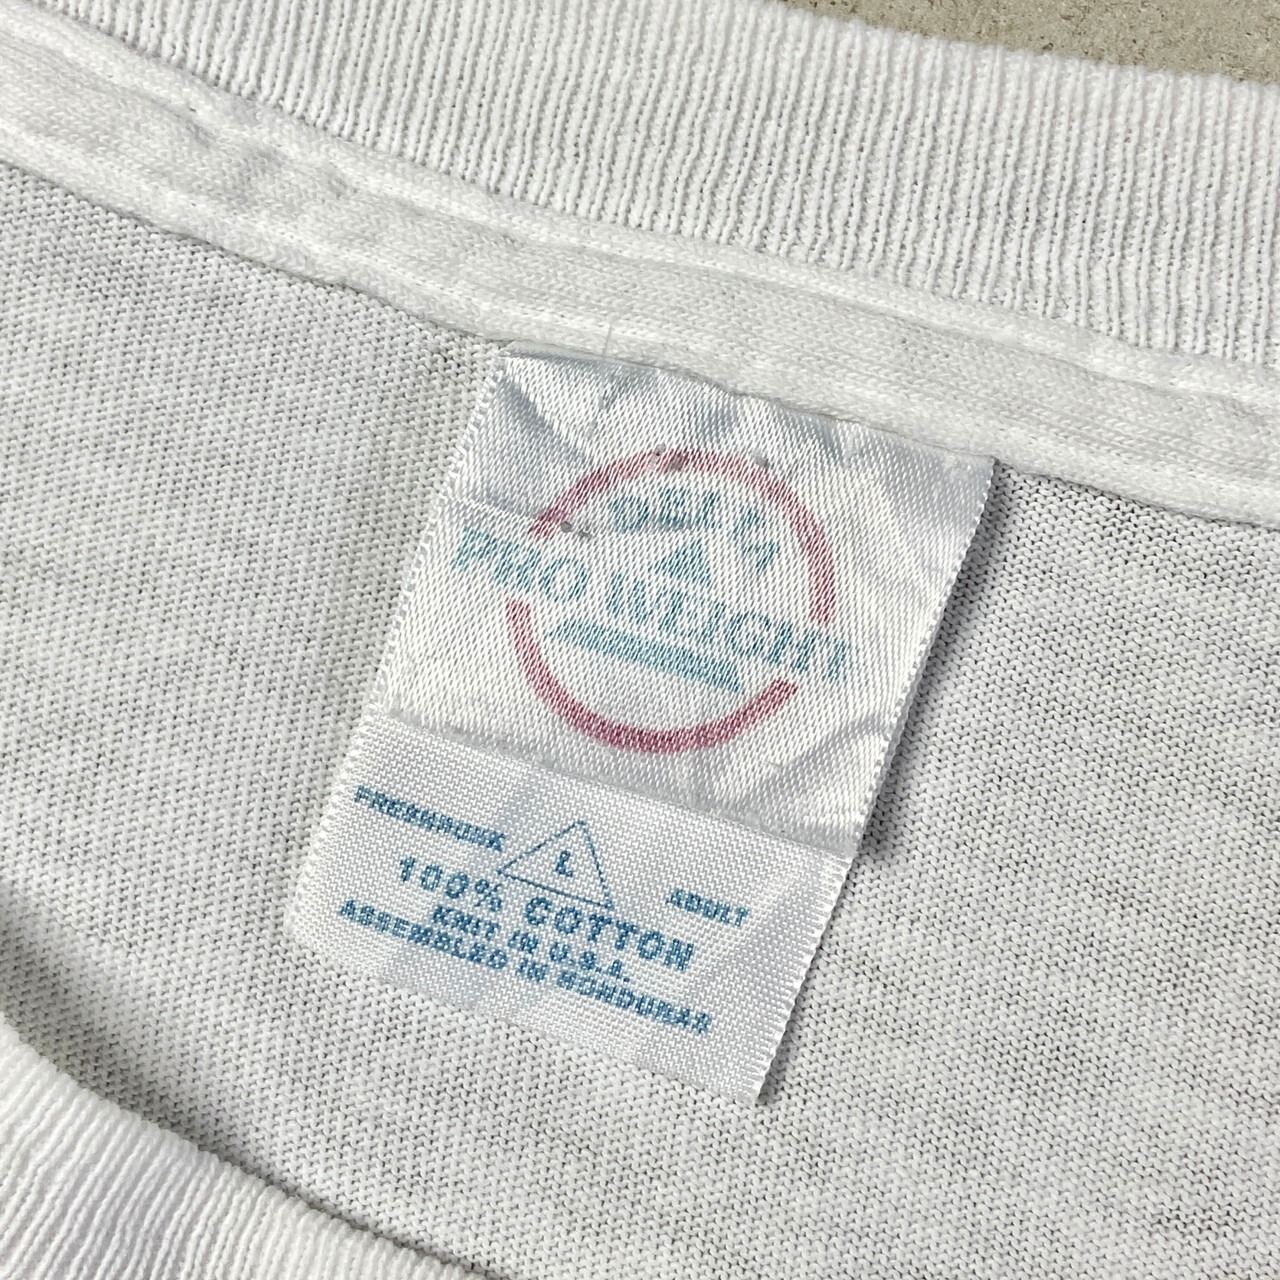 DELTA
PRO WEIGHT
PRESHRUNK L ADULT
100% COTTON
KNIT IN U.S.A.
ASSEMBLED IN HONDURAS